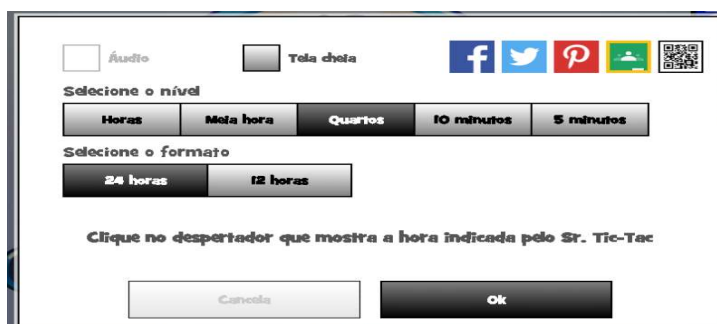 Áudio Tela cheia
Selecione o nível
Horas Meia hora Quartos 10 minutos 5 minutos
Selecione o formato
24 horas 12 horas
Clique no despertador que mostra a hora indicada pelo Sr. Tic-Tac
Cancela Ok